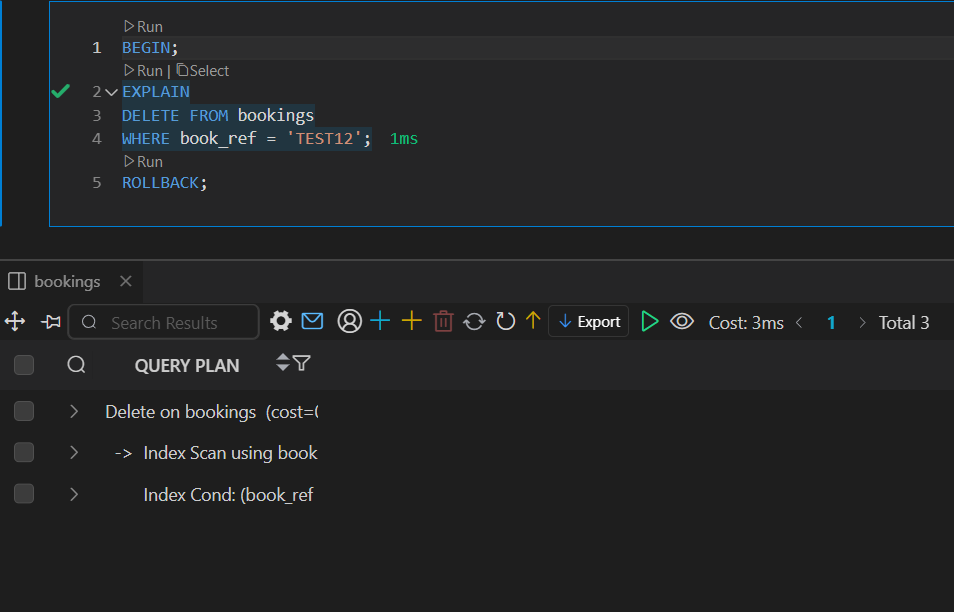 Run
1 BEGIN;
Run | Select
2 EXPLAIN
3 DELETE FROM bookings
4 WHERE book_ref = 'TEST12'; 1ms
Run
5 ROLLBACK;
bookings
Search Results Export Cost: 3ms 1 Total 3
QUERY PLAN
Delete on bookings (cost=(
-> Index Scan using book
Index Cond: (book_ref